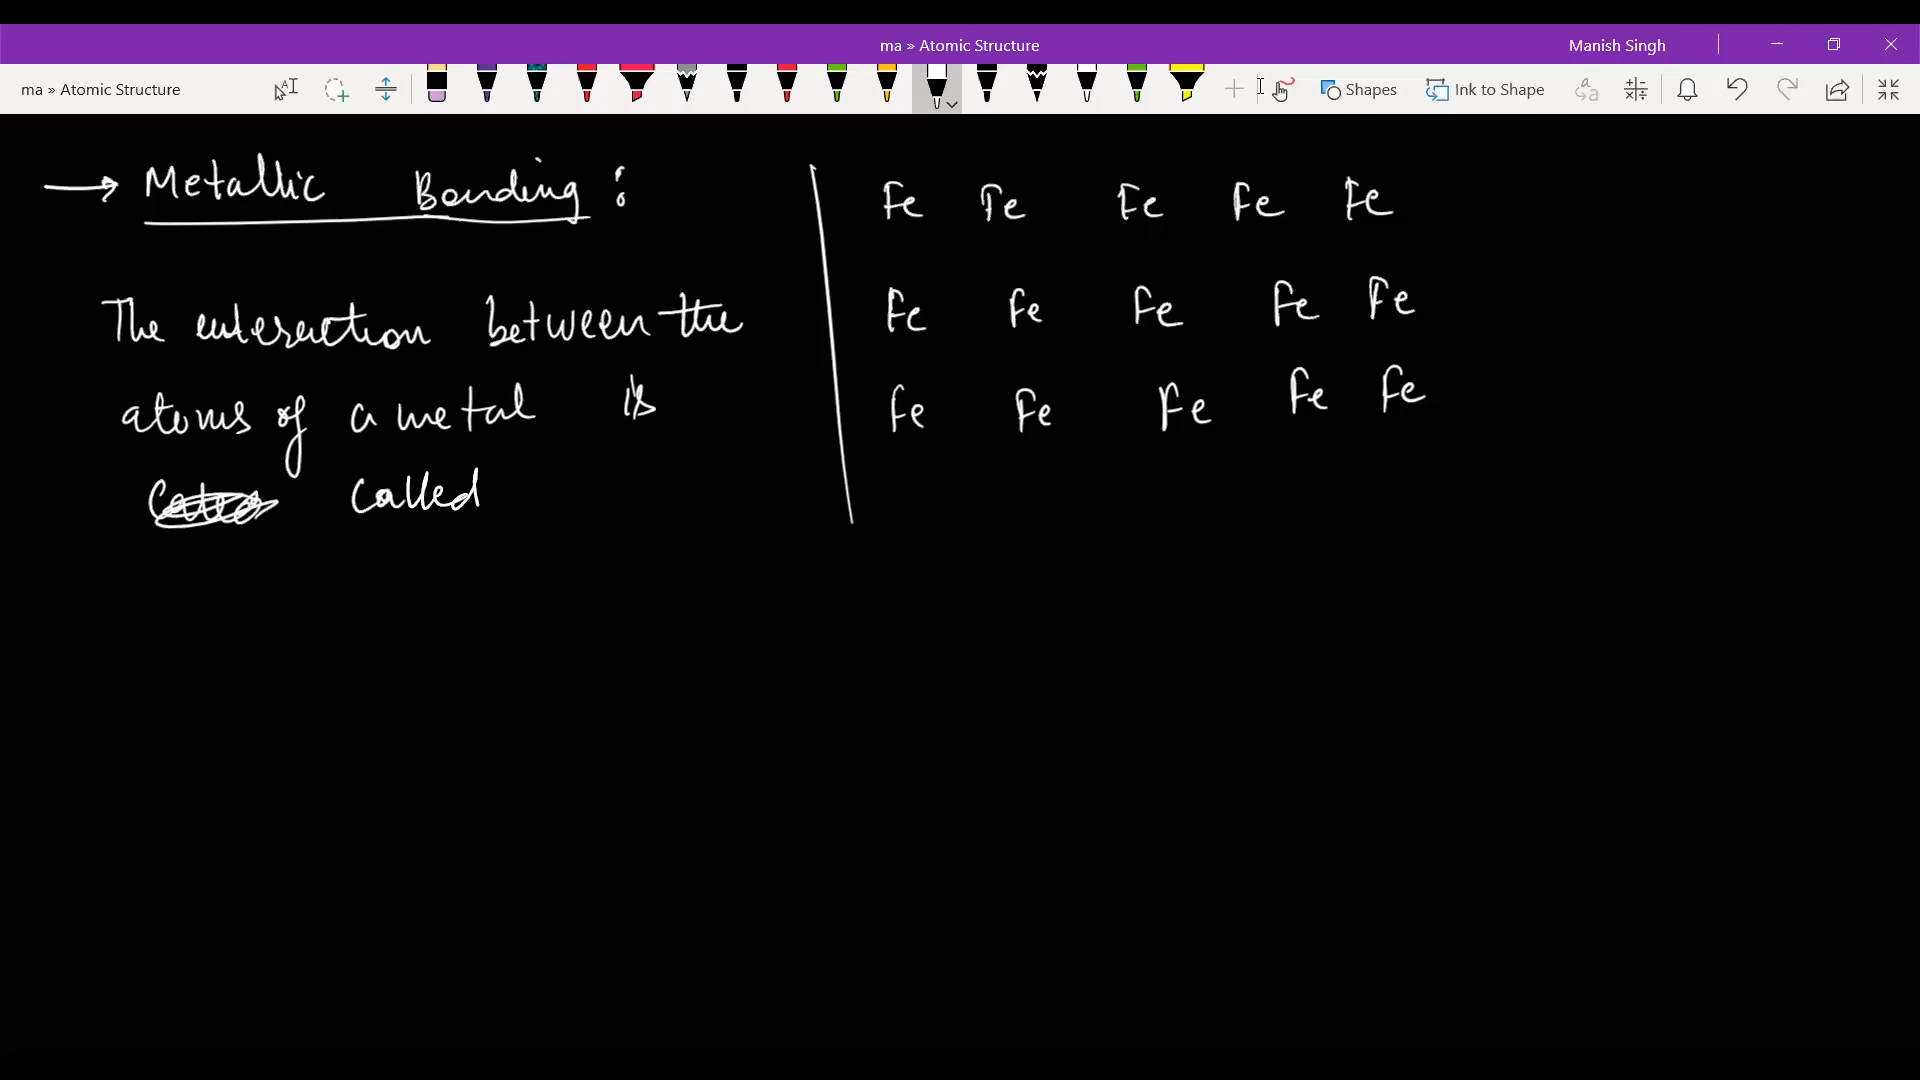 ma » Atomic Structure
Manish Singh
ma » Atomic Structure
Shapes
Ink to Shape
→ Metallic Bonding :
The interaction between the
atoms of a metal is
called
Fe Fe Fe Fe Fe
Fe Fe Fe Fe Fe
Fe Fe Fe Fe Fe